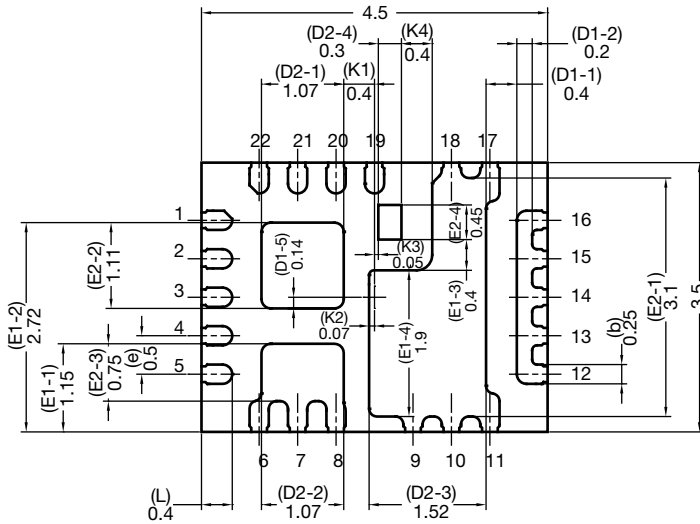 4.5
(D2-4)
0.3
(K4)
0.4
(D1-2)
0.2
(D2-1)
1.07
(K1)
0.4
(D1-1)
0.4
22
21
20
19
18
17
1
2
3
4
5
16
15
14
13
12
6
7
8
9
10
11
(E1-2)
2.72
(E2-2)
1.11
(D1-5)
0.14
(E2-4)
0.45
(K3)
0.05
(E1-3)
0.4
(K2)
0.07
(E1-4)
1.9
(E2-1)
3.1
3.5
(b)
0.25
(E1-1)
1.15
(E2-3)
0.75
(e)
0.5
(L)
0.4
(D2-2)
1.07
(D2-3)
1.52